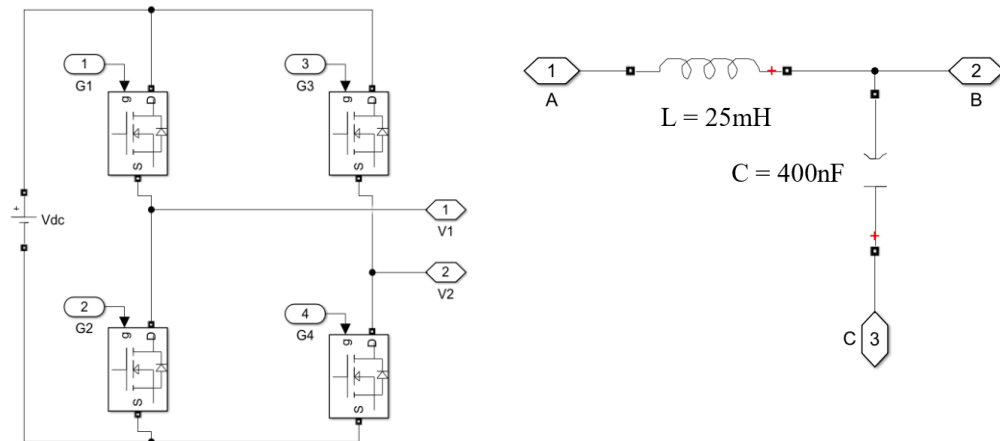 1
G1
g
D
S
3
G3
g
D
S
+
Vdc
1
V1
2
V2
2
G2
g
D
S
4
G4
g
D
S
1
A
+
2
B
L = 25mH
C = 400nF
+
C
3